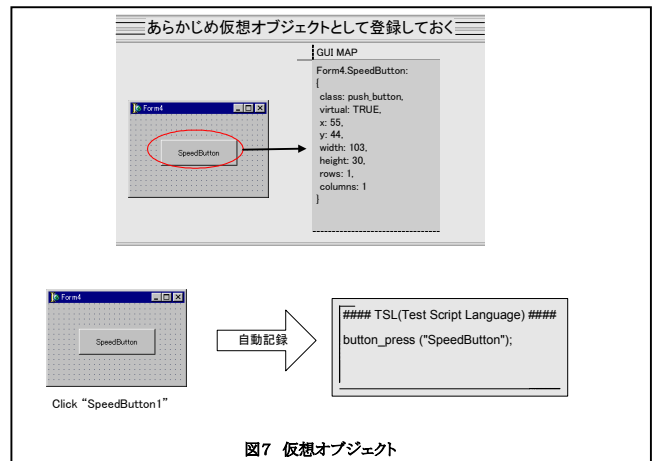 あらかじめ仮想オブジェクトとして登録しておく
GUI MAP
Form4.SpeedButton:
{
class: push_button,
virtual: TRUE,
x: 55,
y: 44,
width: 103,
height: 30,
rows: 1,
columns: 1
}
Form4
SpeedButton
Form4
SpeedButton
Click “SpeedButton1”
自動記録
#### TSL(Test Script Language) ####
button_press ("SpeedButton");
図7 仮想オブジェクト